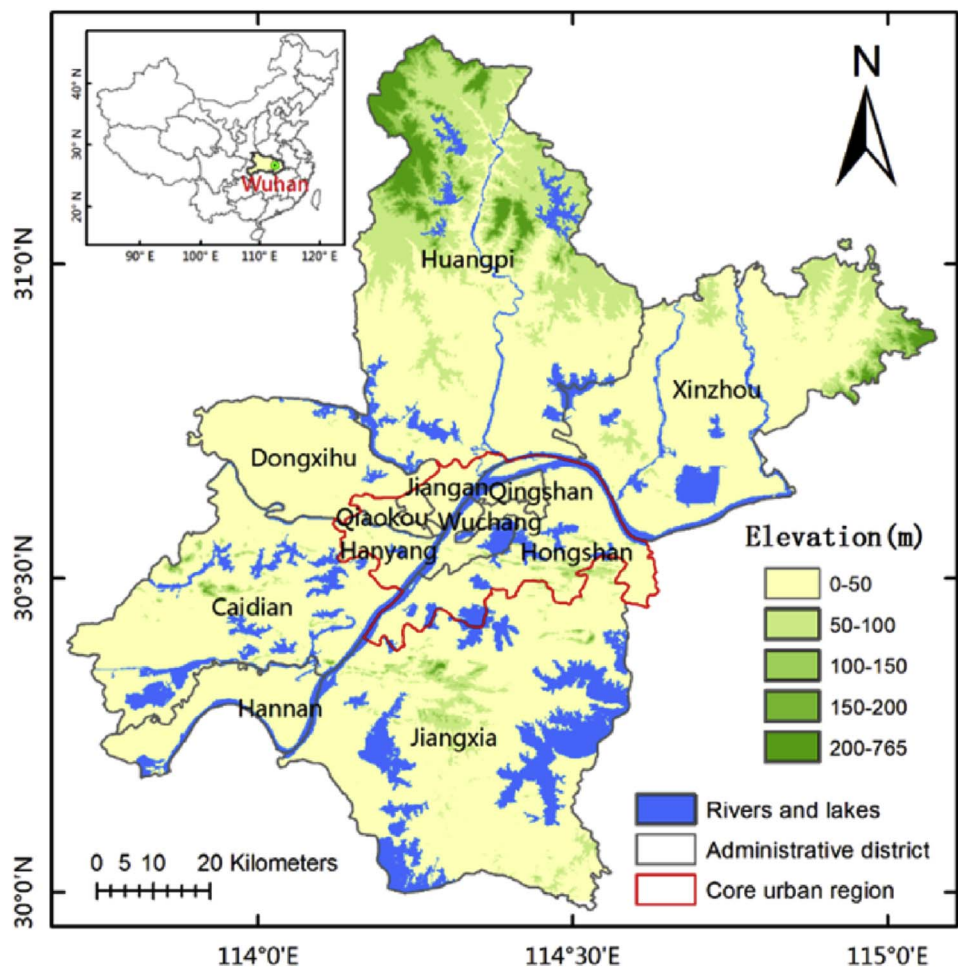 N
40° N
30° N
20° N
Wuhan
90° E 100° E 110° E 120° E
31°0'N
30°30'N
30°0'N
Huangpi
Xinzhou
Dongxihu
Jiangan
Qingshan
Qiaokou
Wuchang
Hanyang
Hongshan
Caidian
Hannan
Jiangxia
Elevation(m)
0-50
50-100
100-150
150-200
200-765
Rivers and lakes
Administrative district
Core urban region
0 5 10 20 Kilometers
114°0'E 114°30'E 115°0'E